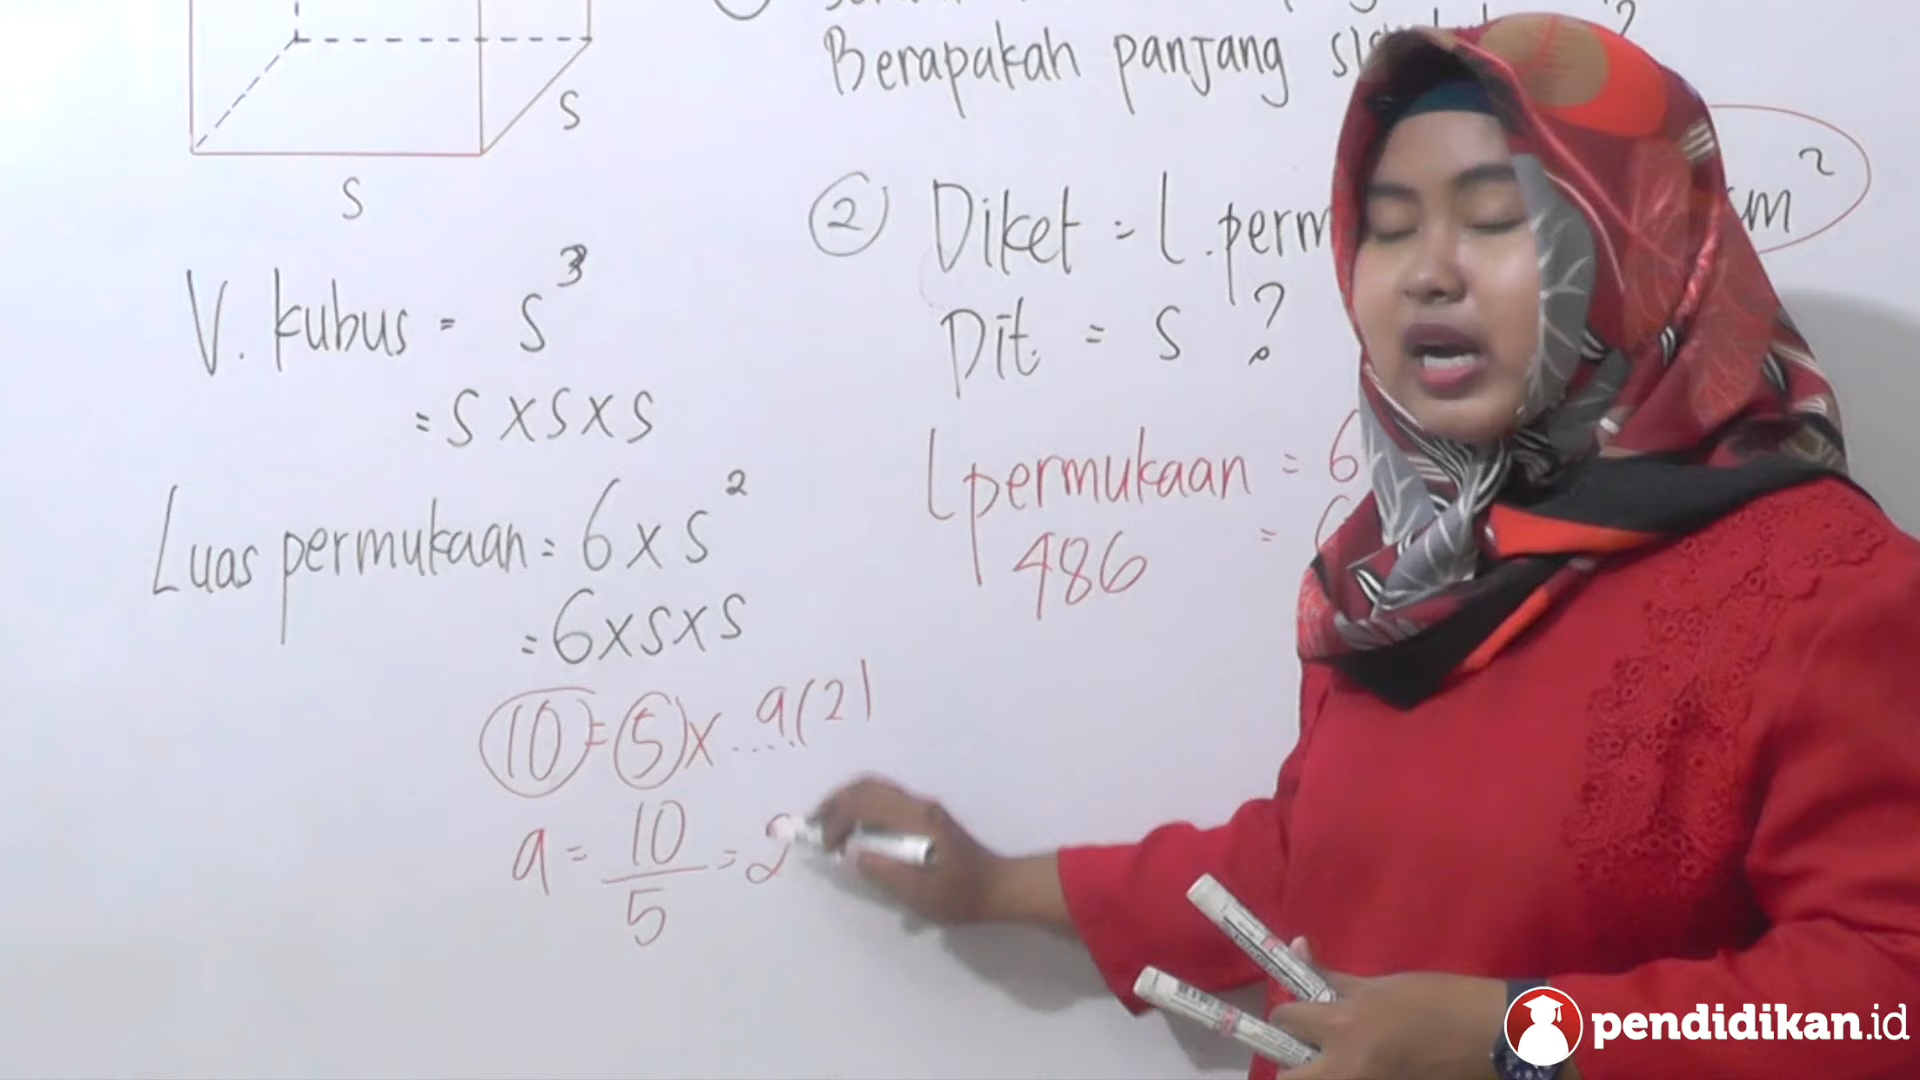 S
S
V. kubus = s³
= s x s x s
Luas permukaan = 6 x s²
= 6 x s x s
10 = 5 x ....a (2)
a = 10/5 = 2
Berapakah panjang
② Diket = L. perm
m²
Dit = s ?
L permukaan = 6
486 =
pendidikan.id